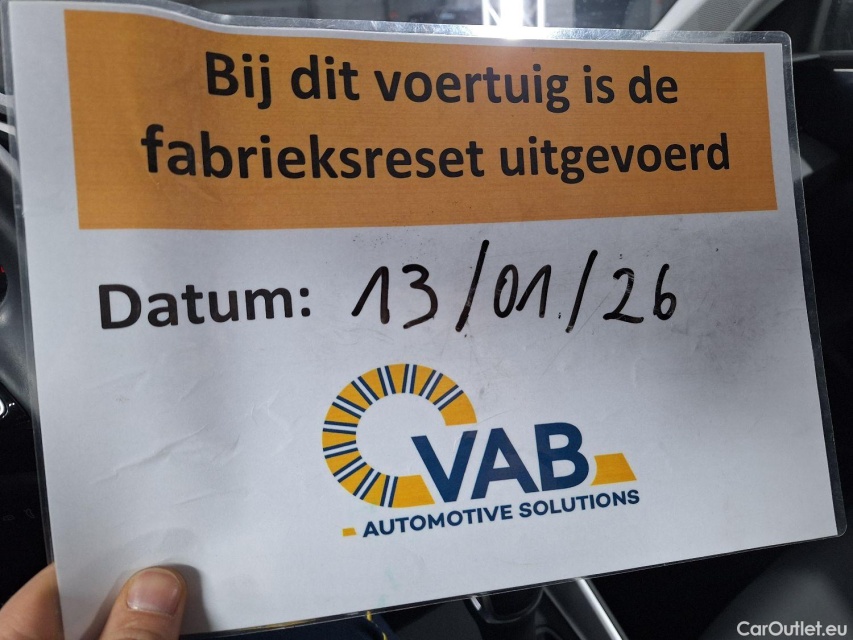 Bij dit voertuig is de
fabrieksreset uitgevoerd
Datum: 13/01/26
VAB
AUTOMOTIVE SOLUTIONS
CarOutlet.eu